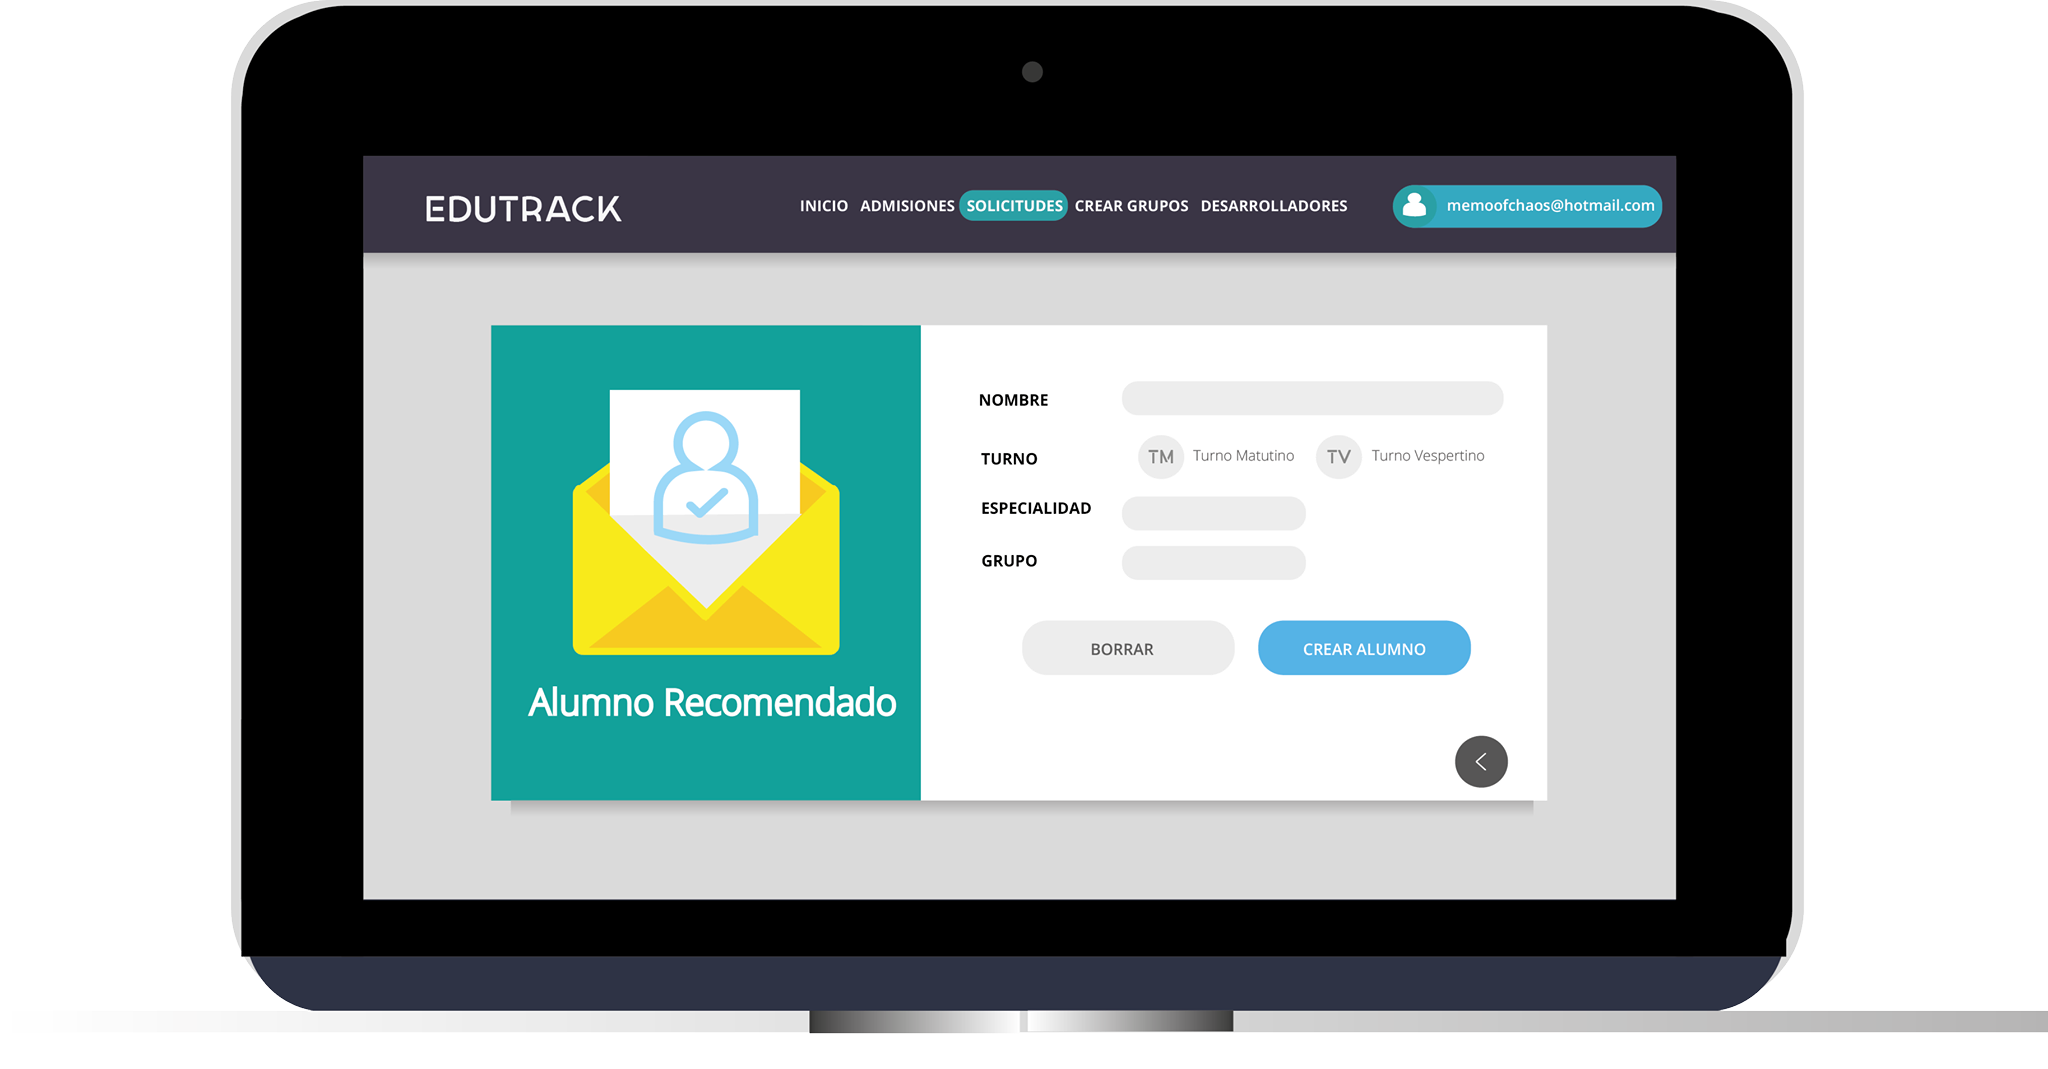 EDUTRACK
INICIO ADMISIONES SOLICITUDES CREAR GRUPOS DESARROLLADORES
memoofchaos@hotmail.com
Alumno Recomendado
NOMBRE
TURNO
TM Turno Matutino
TV Turno Vespertino
ESPECIALIDAD
GRUPO
BORRAR
CREAR ALUMNO